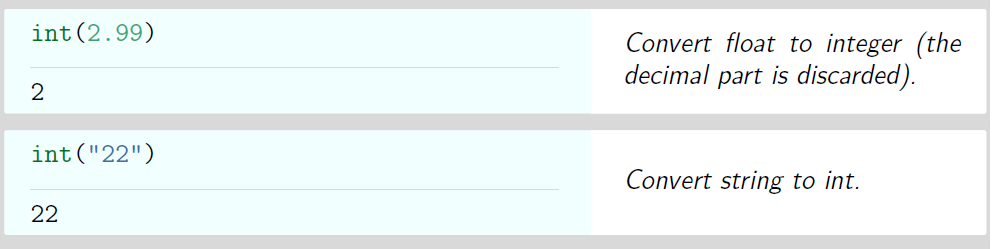 int(2.99)
2
Convert float to integer (the
decimal part is discarded).
int("22")
22
Convert string to int.